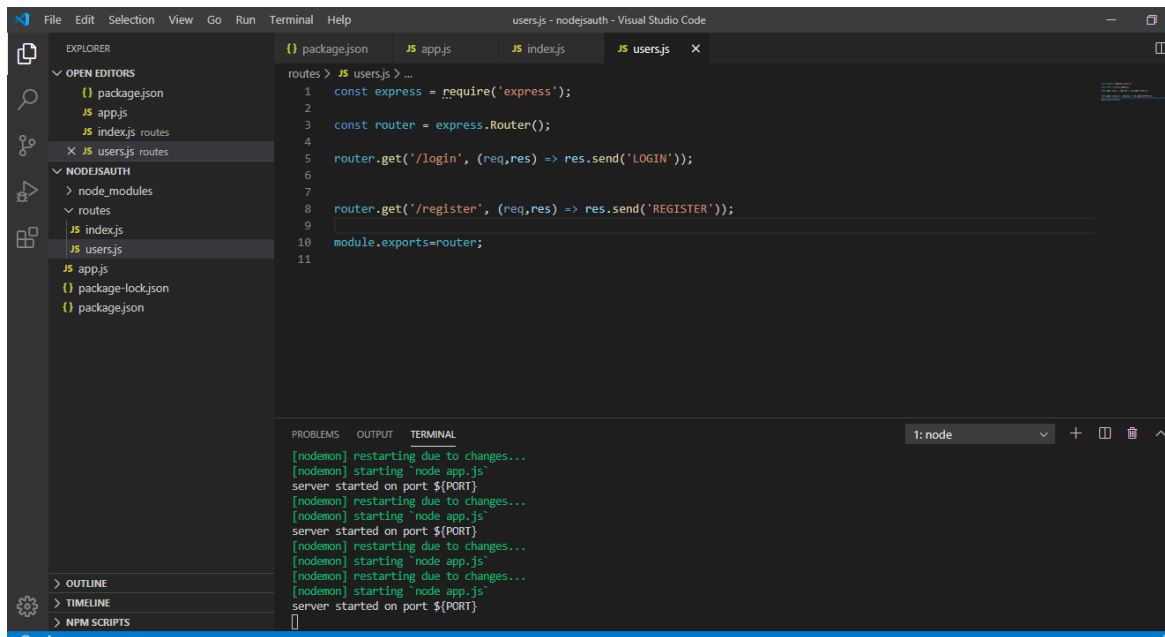 File Edit Selection View Go Run Terminal Help users.js - nodejsauth - Visual Studio Code
EXPLORER
OPEN EDITORS
{} package.json
JS app.js
JS index.js routes
JS users.js routes
NODEJSAUTH
node_modules
routes
JS index.js
JS users.js
JS app.js
{} package-lock.json
{} package.json
OUTLINE
TIMELINE
NPM SCRIPTS
{} package.json JS app.js JS index.js JS users.js
routes > JS users.js > ...
1 const express = require('express');
2
3 const router = express.Router();
4
5 router.get('/login', (req,res) => res.send('LOGIN'));
6
7
8 router.get('/register', (req,res) => res.send('REGISTER'));
9
10 module.exports=router;
11
PROBLEMS OUTPUT TERMINAL 1: node
[nodemon] restarting due to changes...
[nodemon] starting `node app.js`
server started on port ${PORT}
[nodemon] restarting due to changes...
[nodemon] starting `node app.js`
server started on port ${PORT}
[nodemon] restarting due to changes...
[nodemon] starting `node app.js`
[nodemon] restarting due to changes...
[nodemon] starting `node app.js`
server started on port ${PORT}